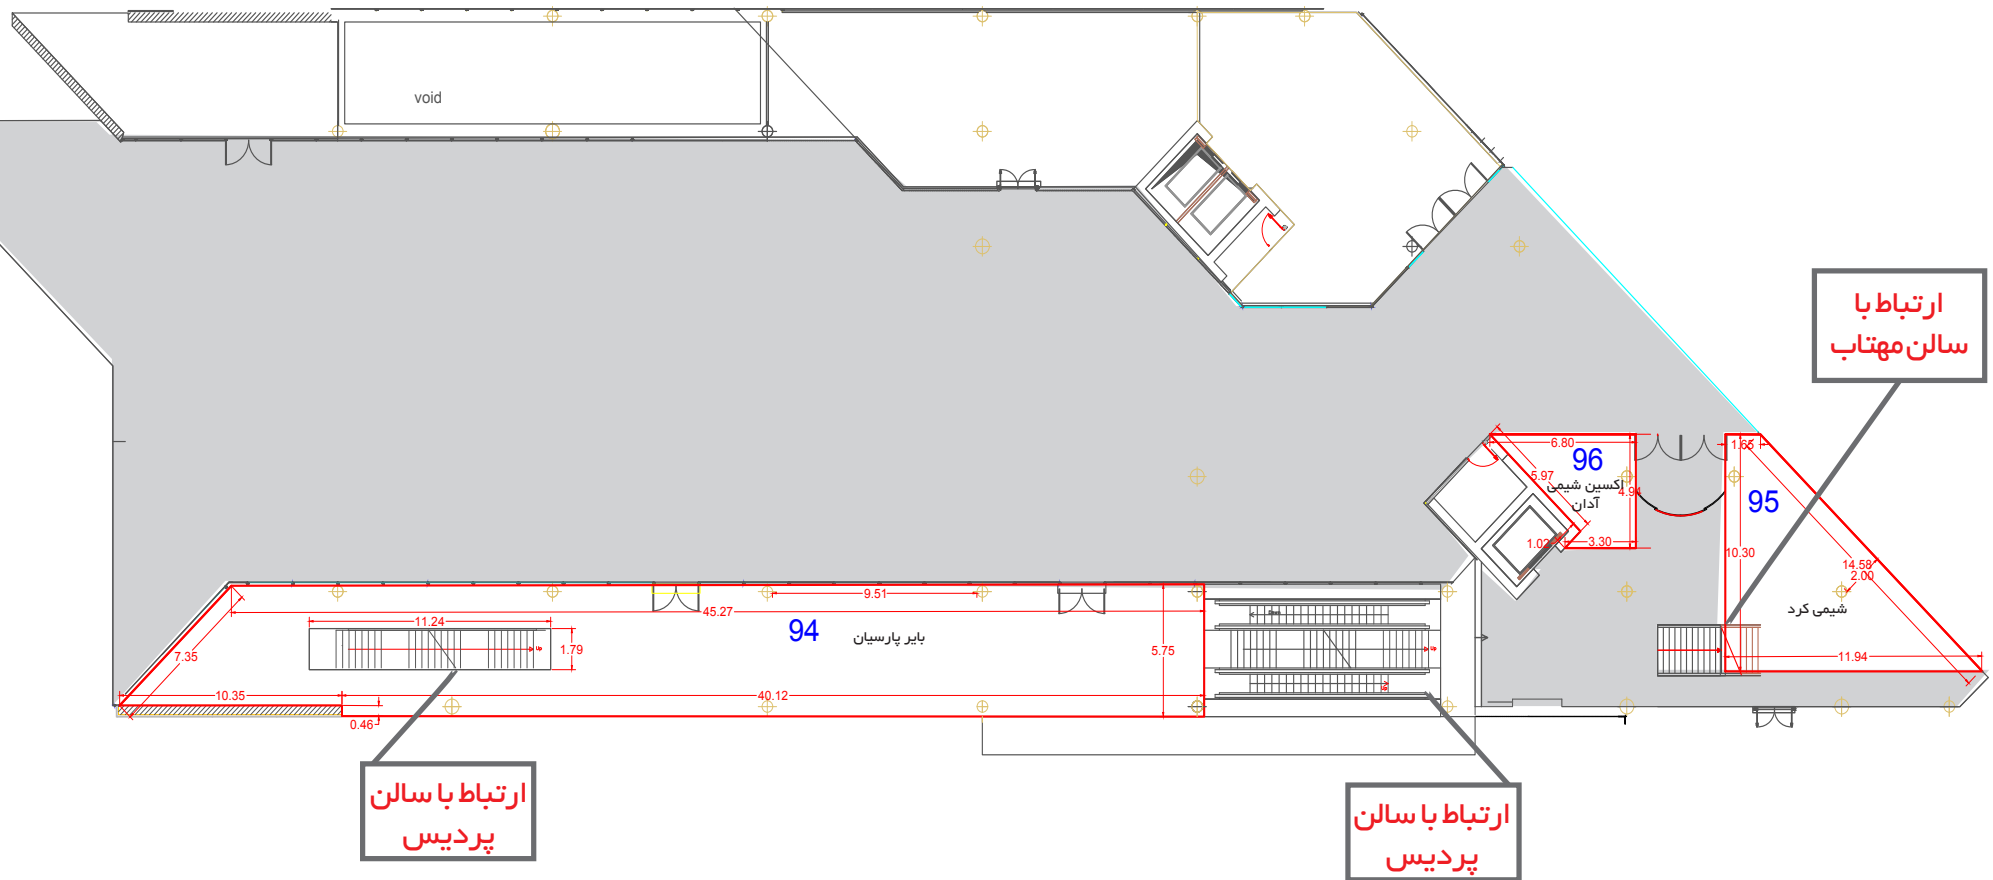 void
ارتباط با
سالن مهتاب
6.80
1.65
96
5.97
اکسین شیمی
آدان
4.94
95
1.02
3.30
10.30
14.58
2.00
شیمی کرد
11.94
9.51
45.27
11.24
94
بایر پارسیان
7.35
1.79
5.75
10.35
40.12
0.46
ارتباط با سالن
پردیس
ارتباط با سالن
پردیس